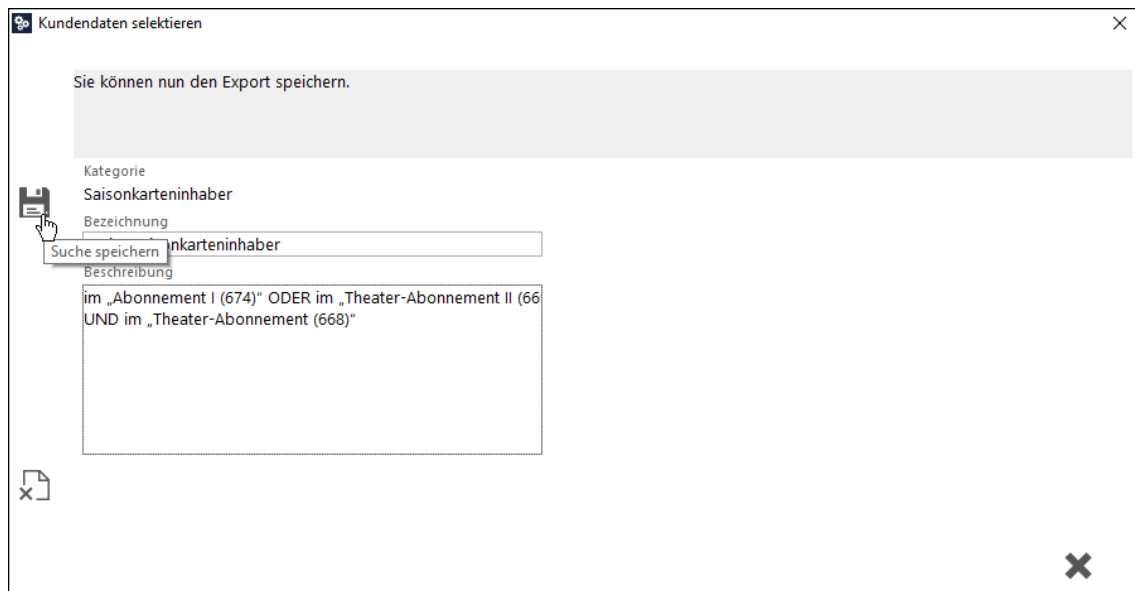 Kundendaten selektieren
Sie können nun den Export speichern.
Kategorie
Saisonkarteninhaber
Bezeichnung
Suche speichern
Beschreibung
im „Abonnement I (674)“ ODER im „Theater-Abonnement II (66
UND im „Theater-Abonnement (668)“